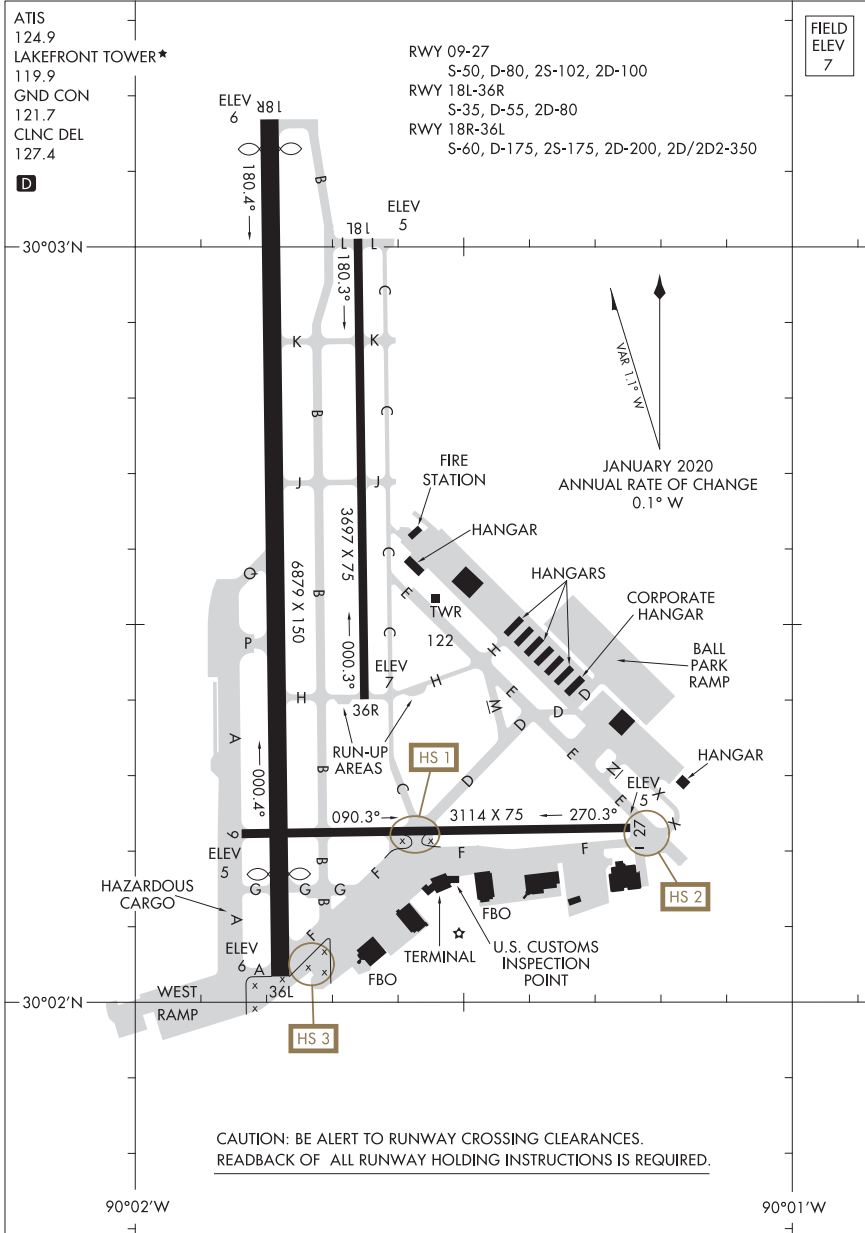 ATIS
124.9
LAKEFRONT TOWER★
119.9
GND CON
121.7
CLNC DEL
127.4
D
RWY 09-27
S-50, D-80, 2S-102, 2D-100
RWY 18L-36R
S-35, D-55, 2D-80
RWY 18R-36L
S-60, D-175, 2S-175, 2D-200, 2D/2D2-350
FIELD
ELEV
7
ELEV
6
18R
180.4°
B
ELEV
5
18L
30°03'N
L
L
180.3°
C
K
K
B
C
VAR 1.1° W
JANUARY 2020
ANNUAL RATE OF CHANGE
0.1° W
FIRE
STATION
J
J
3697 X 75
HANGAR
C
6879 X 150
Q
B
E
HANGARS
CORPORATE
HANGAR
TWR
122
000.3°
C
P
H
BALL
PARK
RAMP
ELEV
7
H
E
D
H
36R
M
D
D
A
RUN-UP
AREAS
E
HS 1
000.4°
B
C
D
N
HANGAR
ELEV
5
E
X
X
090.3°
3114 X 75
270.3°
9
27
I
ELEV
5
B
F
F
F
HS 2
HAZARDOUS
CARGO
G
G
G
A
B
FBO
F
TERMINAL
U.S. CUSTOMS
INSPECTION
POINT
ELEV
6
A
x
x
x
x
x
x
x
x
FBO
30°02'N
WEST
RAMP
36L
HS 3
CAUTION: BE ALERT TO RUNWAY CROSSING CLEARANCES.
READBACK OF ALL RUNWAY HOLDING INSTRUCTIONS IS REQUIRED.
90°02'W
90°01'W